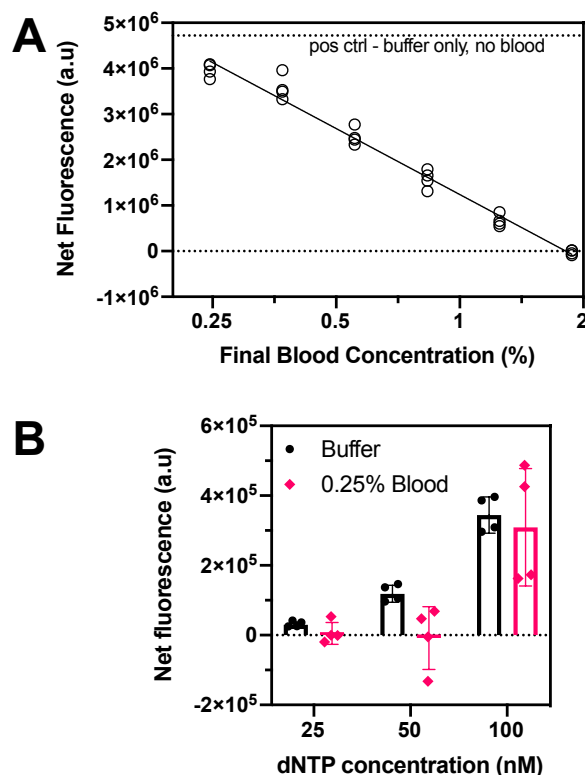 A
Net Fluorescence (a.u)
5×10⁶
4×10⁶
3×10⁶
2×10⁶
1×10⁶
0
-1×10⁶
pos ctrl - buffer only, no blood
0.25
0.5
1
2
Final Blood Concentration (%)
B
Net fluorescence (a.u)
6×10⁵
4×10⁵
2×10⁵
0
-2×10⁵
Buffer
0.25% Blood
25
50
100
dNTP concentration (nM)